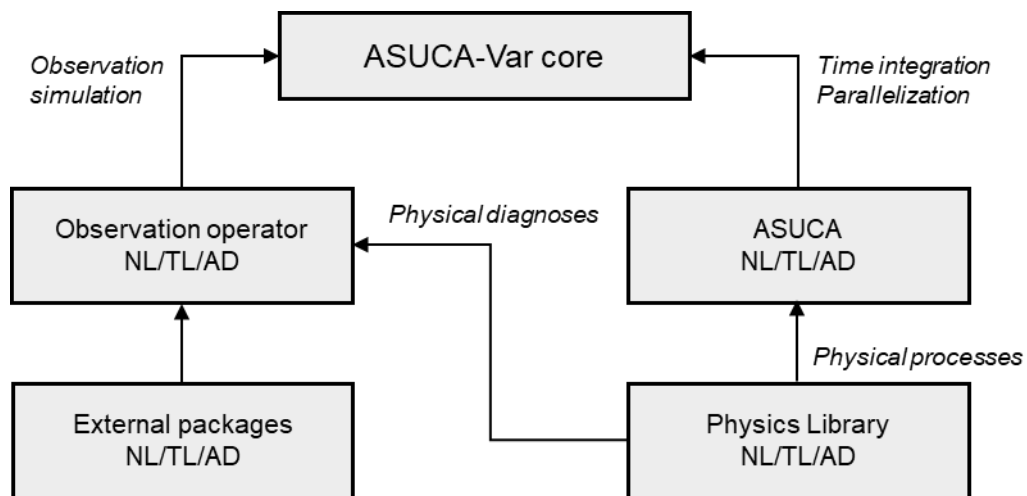 ASUCA-Var core
Observation
simulation
Time integration
Parallelization
Observation operator
NL/TL/AD
Physical diagnoses
ASUCA
NL/TL/AD
Physical processes
External packages
NL/TL/AD
Physics Library
NL/TL/AD